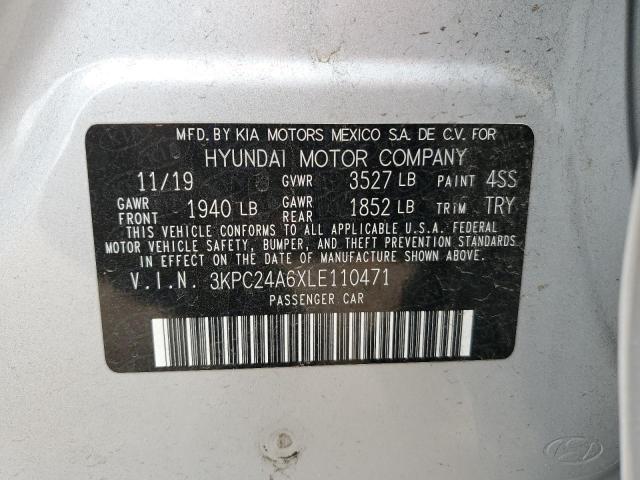 MFD. BY KIA MOTORS MEXICO S.A. DE C.V. FOR
HYUNDAI MOTOR COMPANY
11/19 GVWR 3527 LB PAINT 4SS
GAWR FRONT 1940 LB GAWR REAR 1852 LB TRIM TRY
THIS VEHICLE CONFORMS TO ALL APPLICABLE U.S.A. FEDERAL
MOTOR VEHICLE SAFETY, BUMPER, AND THEFT PREVENTION STANDARDS
IN EFFECT ON THE DATE OF MANUFACTURE SHOWN ABOVE.
V.I.N. 3KPC24A6XLE110471
PASSENGER CAR